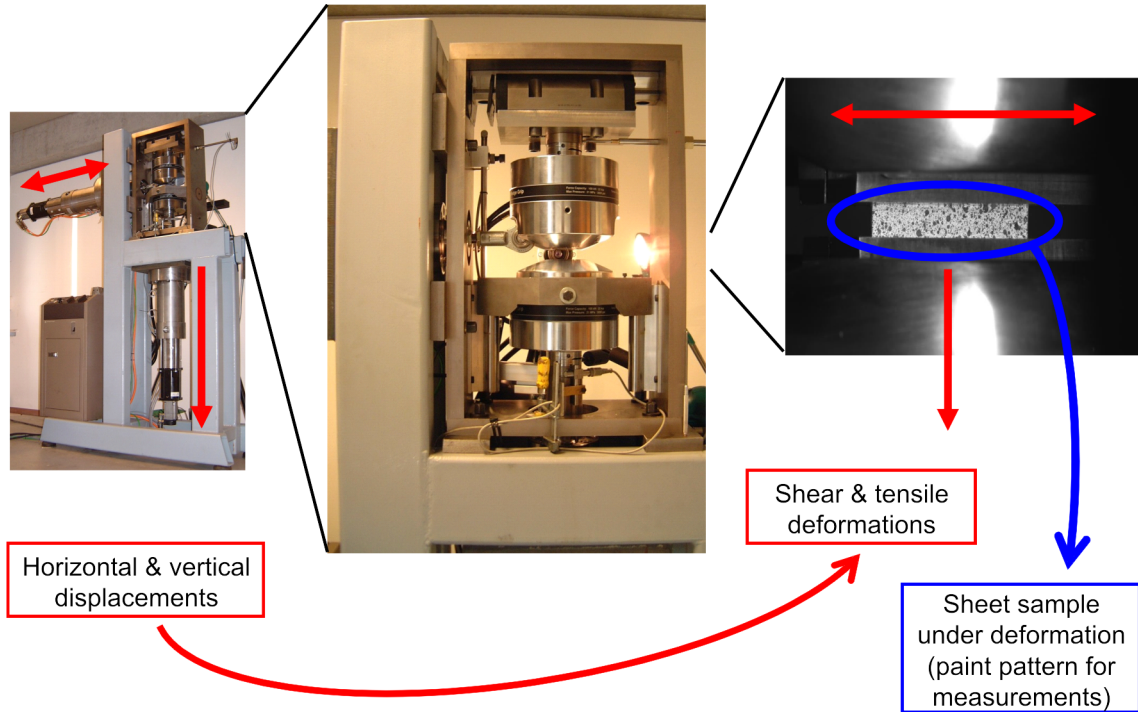 Shear & tensile
deformations
Horizontal & vertical
displacements
Sheet sample
under deformation
(paint pattern for
measurements)